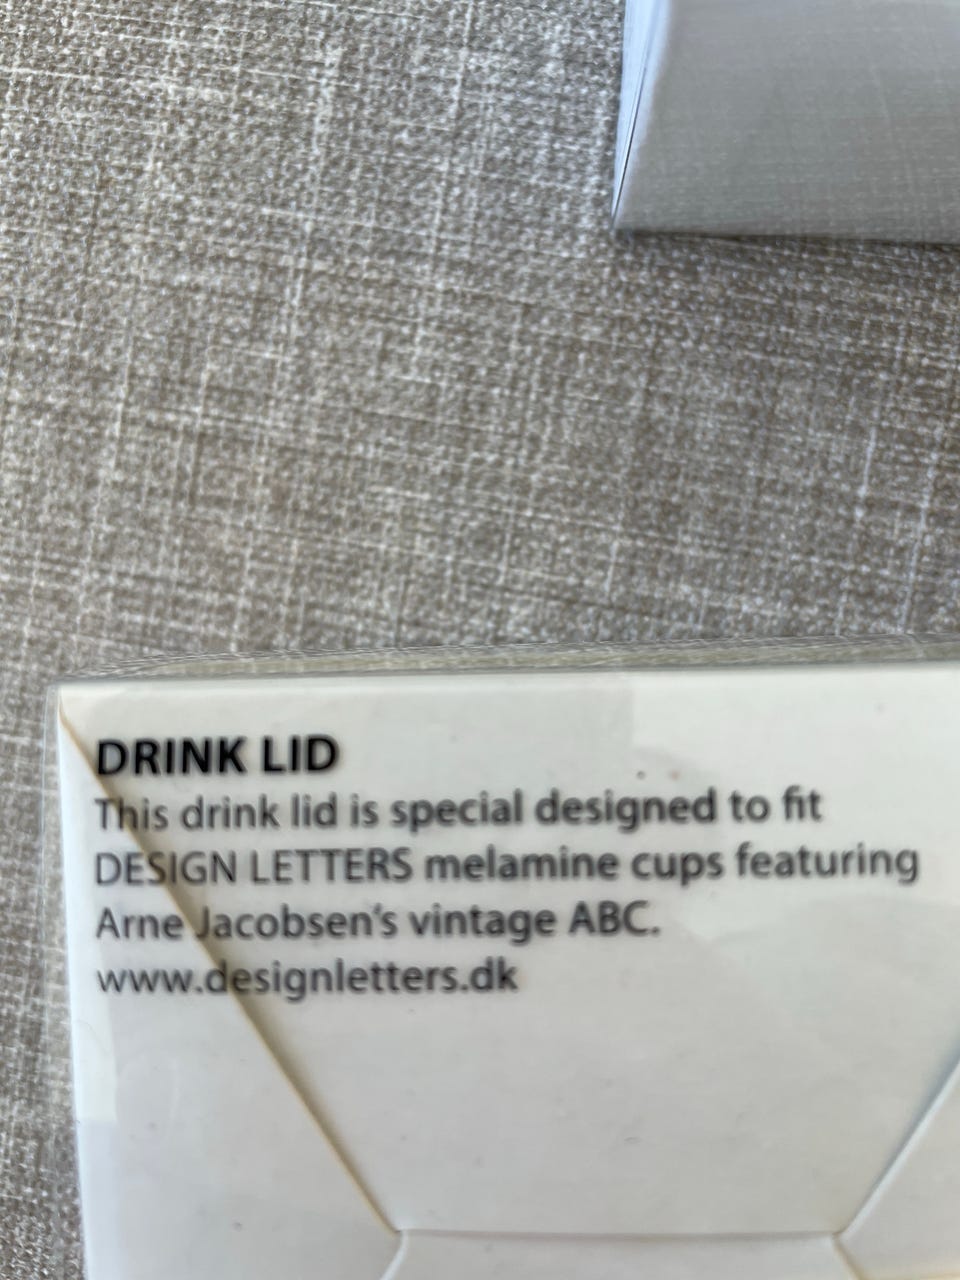 DRINK LID
This drink lid is special designed to fit
DESIGN LETTERS melamine cups featuring
Arne Jacobsen's vintage ABC.
www.designletters.dk